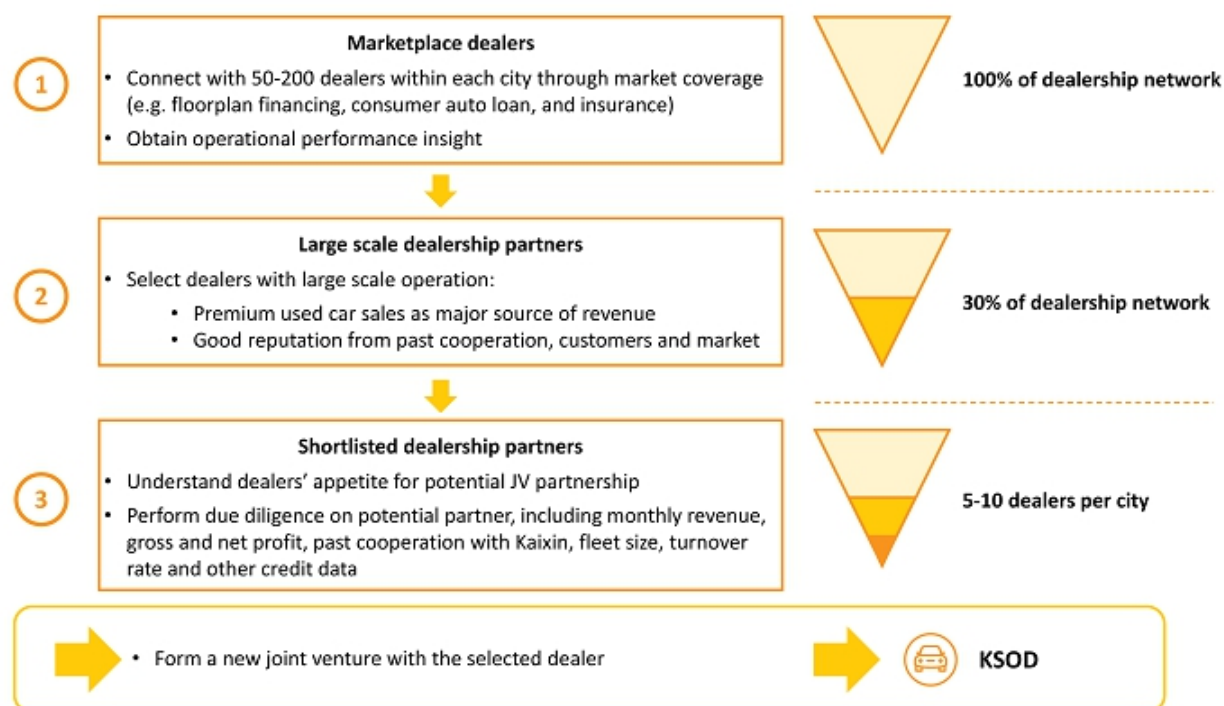 Marketplace dealers
1
• Connect with 50-200 dealers within each city through market coverage
(e.g. floorplan financing, consumer auto loan, and insurance)
• Obtain operational performance insight
100% of dealership network
Large scale dealership partners
2
• Select dealers with large scale operation:
• Premium used car sales as major source of revenue
• Good reputation from past cooperation, customers and market
30% of dealership network
Shortlisted dealership partners
3
• Understand dealers' appetite for potential JV partnership
• Perform due diligence on potential partner, including monthly revenue,
gross and net profit, past cooperation with Kaixin, fleet size, turnover
rate and other credit data
5-10 dealers per city
• Form a new joint venture with the selected dealer
KSOD